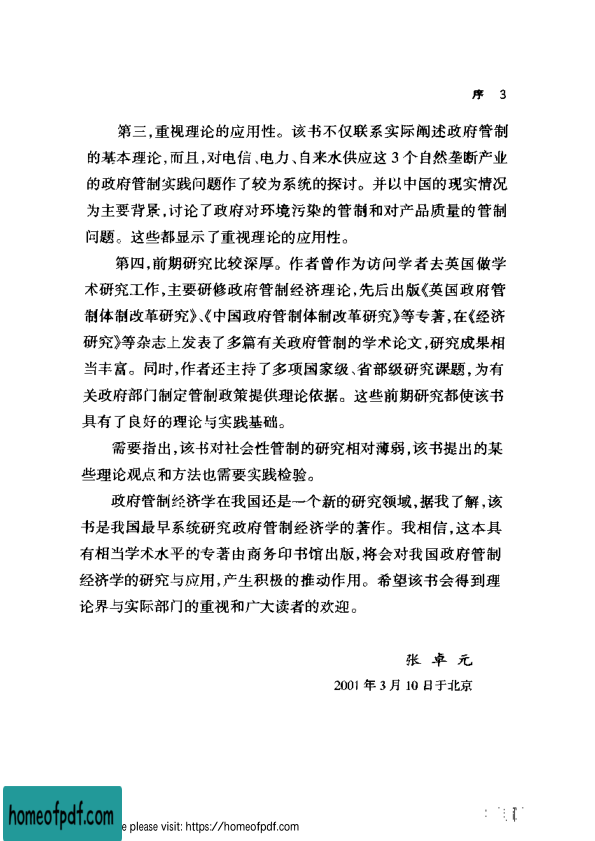 序 3
第三,重视理论的应用性。该书不仅联系实际阐述政府管制
的基本理论,而且,对电信、电力、自来水供应这3个自然垄断产业
的政府管制实践问题作了较为系统的探讨。并以中国的现实情况
为主要背景,讨论了政府对环境污染的管制和对产品质量的管制
问题。这些都显示了重视理论的应用性。
第四,前期研究比较深厚。作者曾作为访问学者去英国做学
术研究工作,主要研修政府管制经济理论,先后出版《英国政府管
制体制改革研究》、《中国政府管制体制改革研究》等专著,在《经济
研究》等杂志上发表了多篇有关政府管制的学术论文,研究成果相
当丰富。同时,作者还主持了多项国家级、省部级研究课题,为有
关政府部门制定管制政策提供理论依据。这些前期研究都使该书
具有了良好的理论与实践基础。
需要指出,该书对社会性管制的研究相对薄弱,该书提出的某
些理论观点和方法也需要实践检验。
政府管制经济学在我国还是一个新的研究领域,据我了解,该
书是我国最早系统研究政府管制经济学的著作。我相信,这本具
有相当学术水平的专著由商务印书馆出版,将会对我国政府管制
经济学的研究与应用,产生积极的推动作用。希望该书会得到理
论界与实际部门的重视和广大读者的欢迎。
张卓元
2001年3月10日于北京
homeofpdf.com
e please visit: https://homeofpdf.com